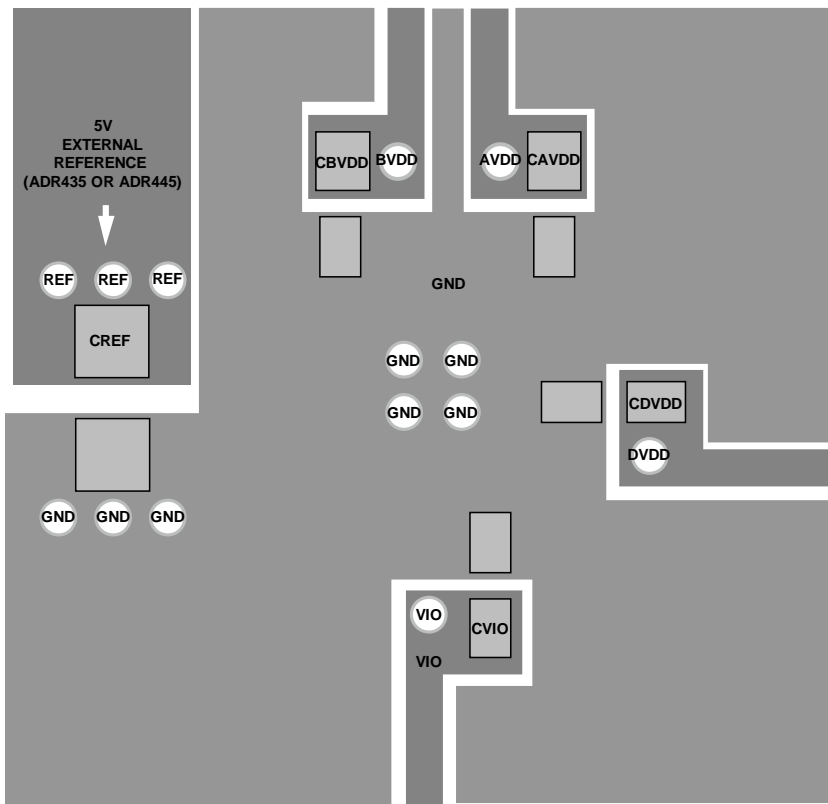 5V
EXTERNAL
REFERENCE
(ADR435 OR ADR445)
CBVDD BVDD AVDD CAVDD
REF REF REF
GND
CREF
GND GND
GND GND
CDVDD
DVDD
GND GND GND
VIO
CVIO
VIO